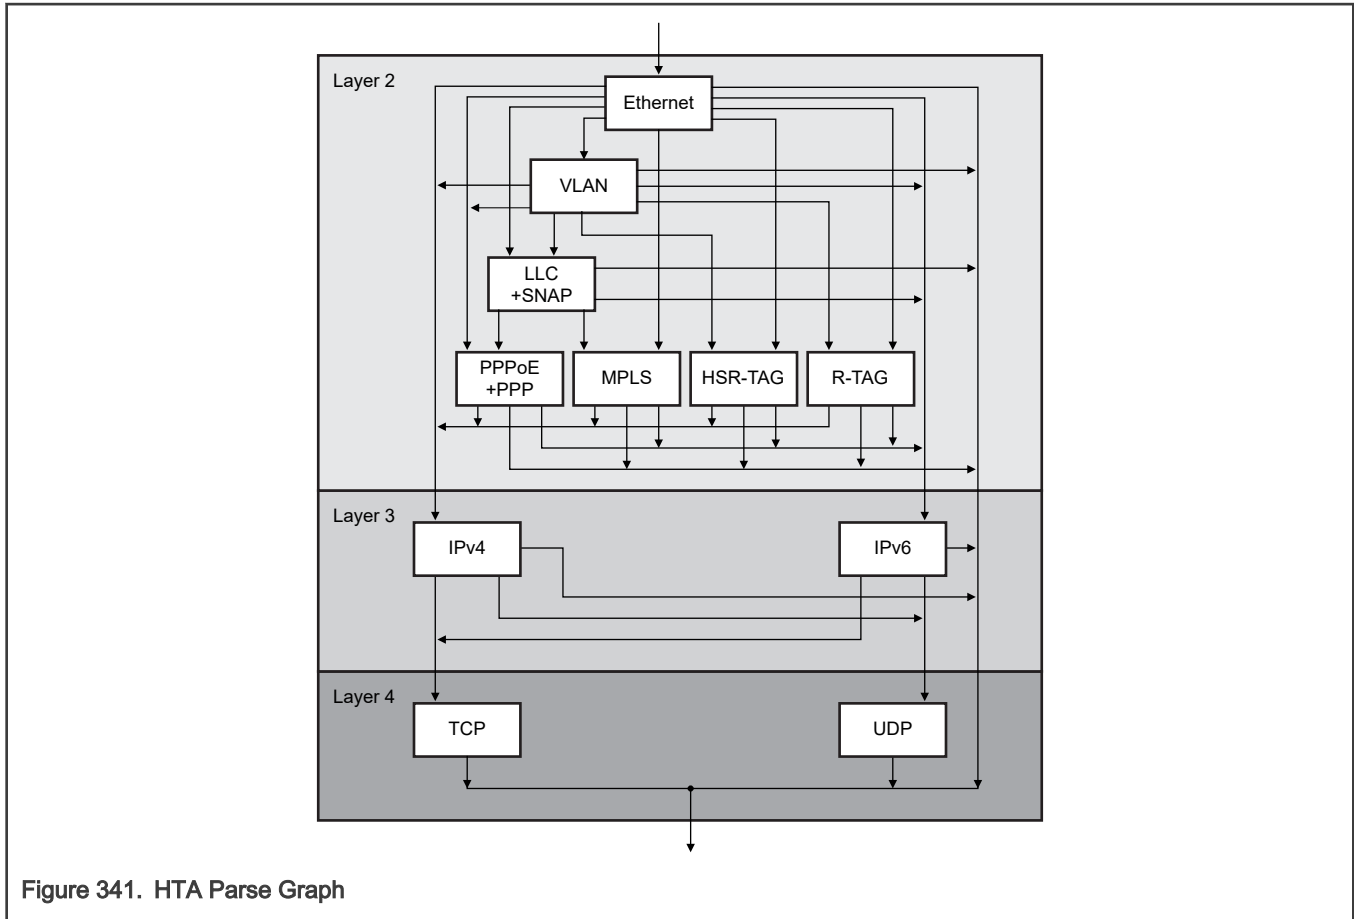 Layer 2
Ethernet
VLAN
LLC
+SNAP
PPPoE
+PPP
MPLS
HSR-TAG
R-TAG
Layer 3
IPv4
IPv6
Layer 4
TCP
UDP
Figure 341. HTA Parse Graph